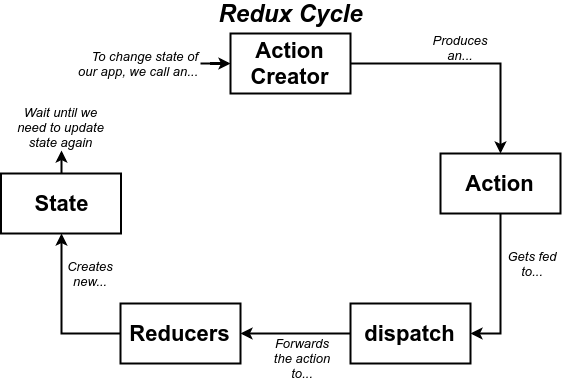 Redux Cycle
To change state of
our app, we call an...
Action
Creator
Produces
an...
Action
Gets fed
to...
dispatch
Forwards
the action
to...
Reducers
Creates
new...
State
Wait until we
need to update
state again